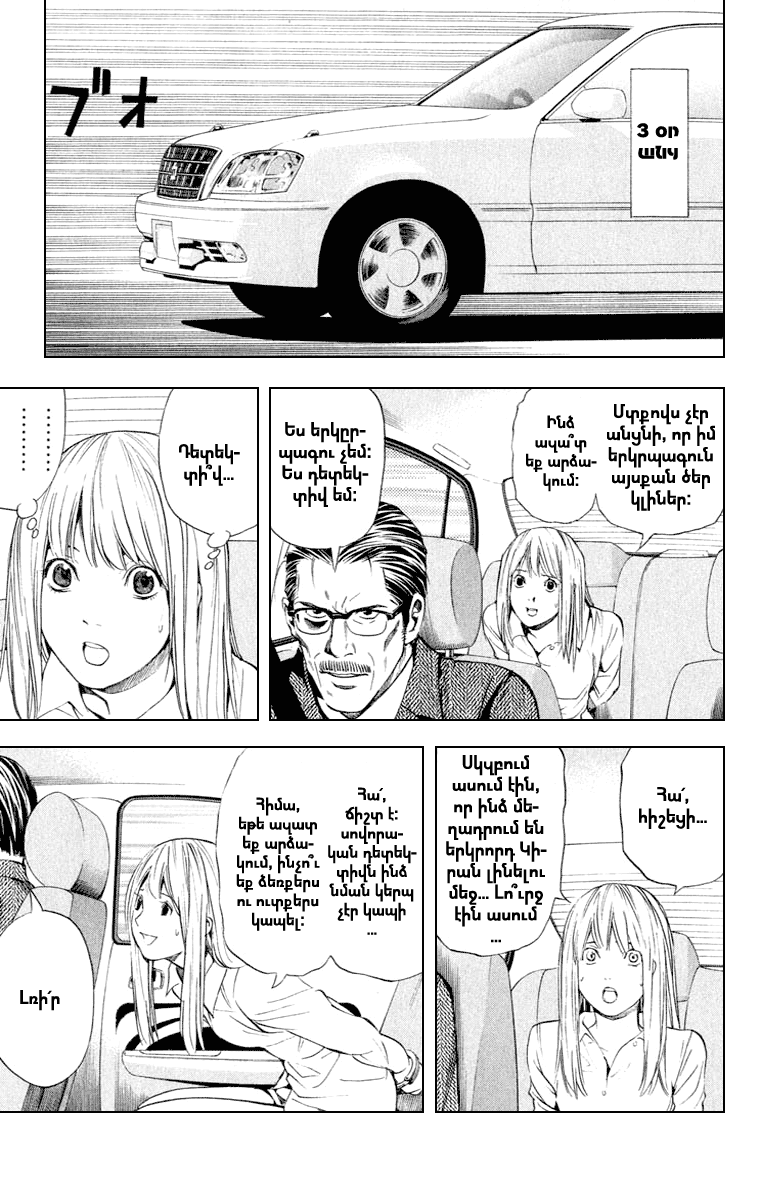 ブオ
3 օր
անց
Մտքովս չէր
անցնի, որ իմ
երկրպագուն
այսքան ծեր
կլիներ:
Ինձ
ազա՞տ
եք արձա-
կում:
Ես երկըր-
պագու չեմ:
Ես դետեկ-
տիվ եմ:
Դետեկ-
տի՞վ...
Հա՛,
հիշեցի...
Սկզբում
ասում էին,
որ ինձ մե-
ղադրում են
երկրորդ Կի-
րան լինելու
մեջ... Լո՞ւրջ
էին ասում
...
Հա՛,
ճիշտ է:
սովորա-
կան դետեկ-
տիվն ինձ
նման կերպ
չէր կապի
...
Հիմա,
եթե ազատ
եք արձա-
կում, ինչո՞ւ
եք ձեռքերս
ու ոտքերս
կապել:
Լռի՛ր